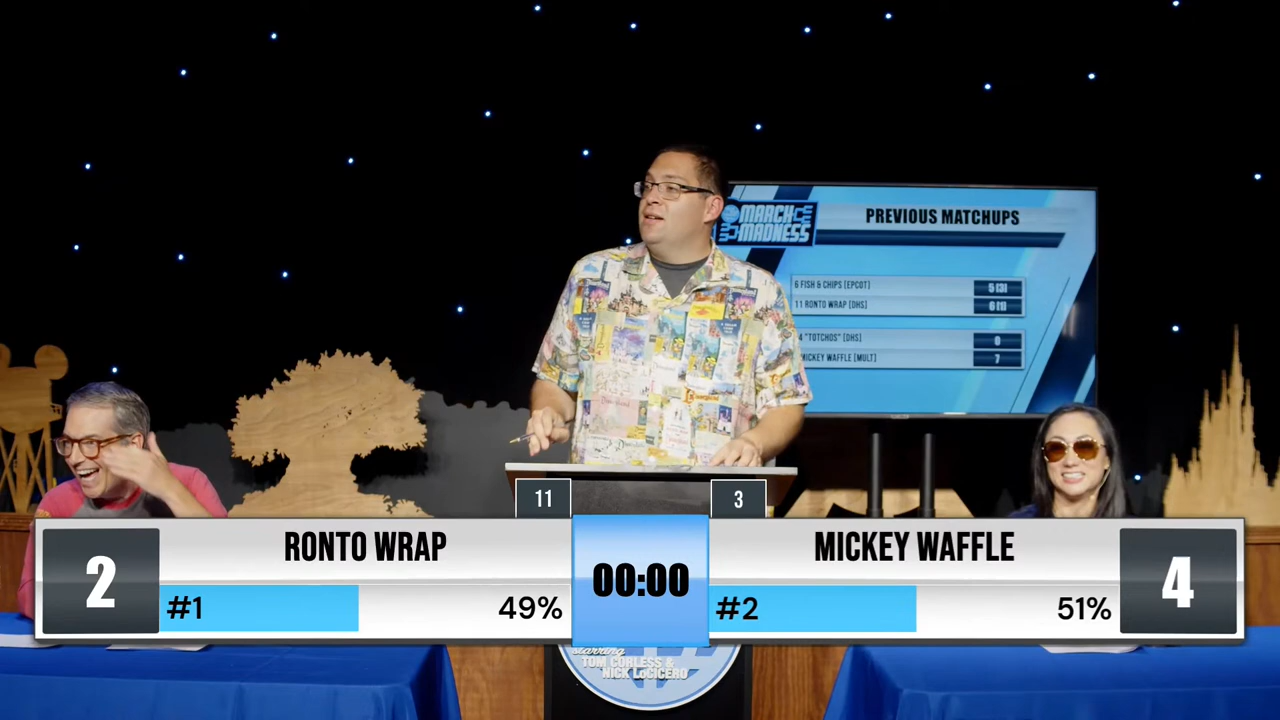 MARCH
MADNESS
PREVIOUS MATCHUPS
6 FISH & CHIPS [EPCOT] 5 [3]
11 RONTO WRAP [DHS] 6 [1]
4 "TOTCHOS" [DHS] 0
MICKEY WAFFLE [MULT] 7
11
3
2
RONTO WRAP
#1 49%
00:00
MICKEY WAFFLE
#2 51%
4
starring
TOM CORLESS &
NICK LoCICERO